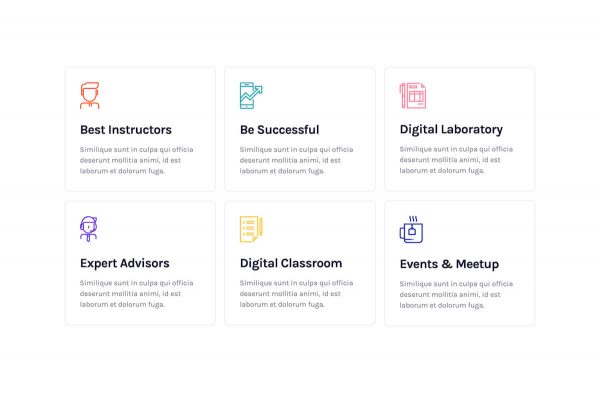 Best Instructors
Similique sunt in culpa qui officia
deserunt mollitia animi, id est
laborum et dolorum fuga.
Be Successful
Similique sunt in culpa qui officia
deserunt mollitia animi, id est
laborum et dolorum fuga.
Digital Laboratory
Similique sunt in culpa qui officia
deserunt mollitia animi, id est
laborum et dolorum fuga.
Expert Advisors
Similique sunt in culpa qui officia
deserunt mollitia animi, id est
laborum et dolorum fuga.
Digital Classroom
Similique sunt in culpa qui officia
deserunt mollitia animi, id est
laborum et dolorum fuga.
Events & Meetup
Similique sunt in culpa qui officia
deserunt mollitia animi, id est
laborum et dolorum fuga.